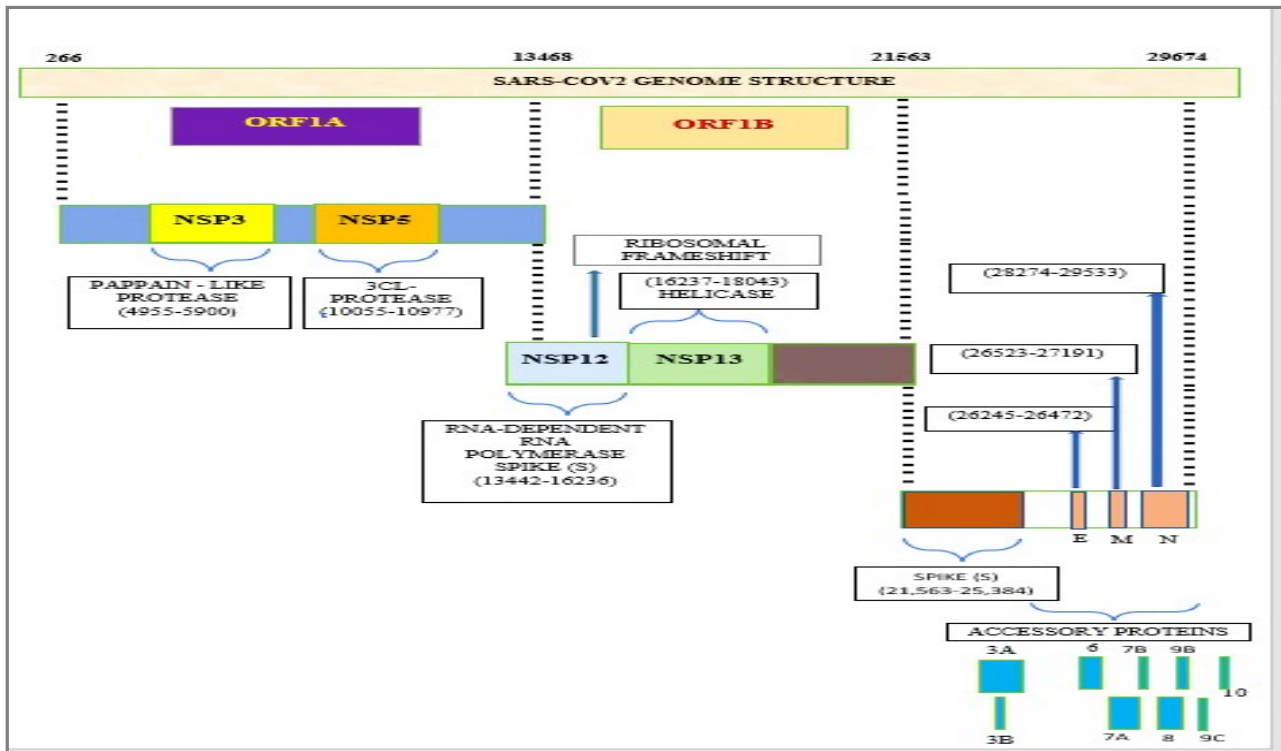 266
13468
21563
29674
SARS-COV2 GENOME STRUCTURE
ORF1A
ORF1B
NSP3
NSP5
PAPPAIN - LIKE
PROTEASE
(4955-5900)
3CL-
PROTEASE
(10055-10977)
RIBOSOMAL
FRAMESHIFT
(16237-18043)
HELICASE
(28274-29533)
NSP12
NSP13
(26523-27191)
(26245-26472)
RNA-DEPENDENT
RNA
POLYMERASE
SPIKE (S)
(13442-16236)
E
M
N
SPIKE (S)
(21,563-25,384)
ACCESSORY PROTEINS
3A
6
7B
9B
10
3B
7A
8
9C